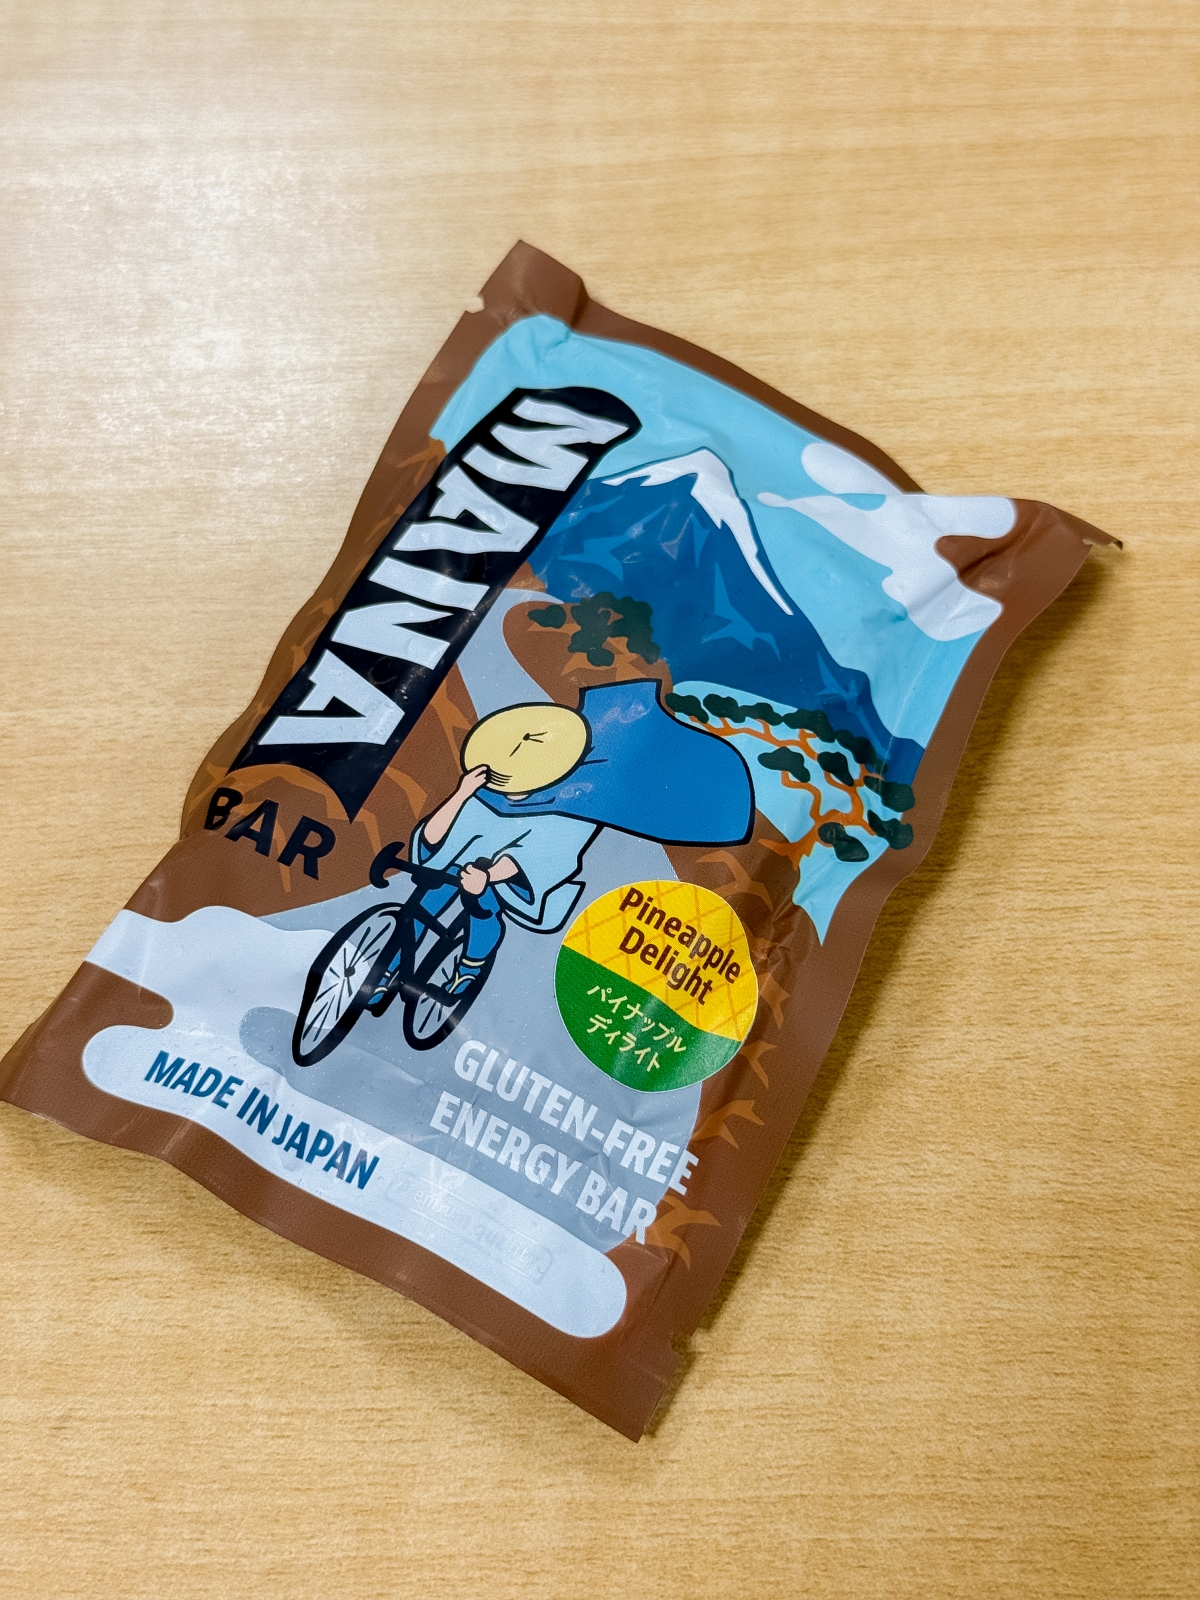 MANA
BAR
Pineapple
Delight
パイナップル
ディライト
GLUTEN-FREE
ENERGY BAR
MADE IN JAPAN